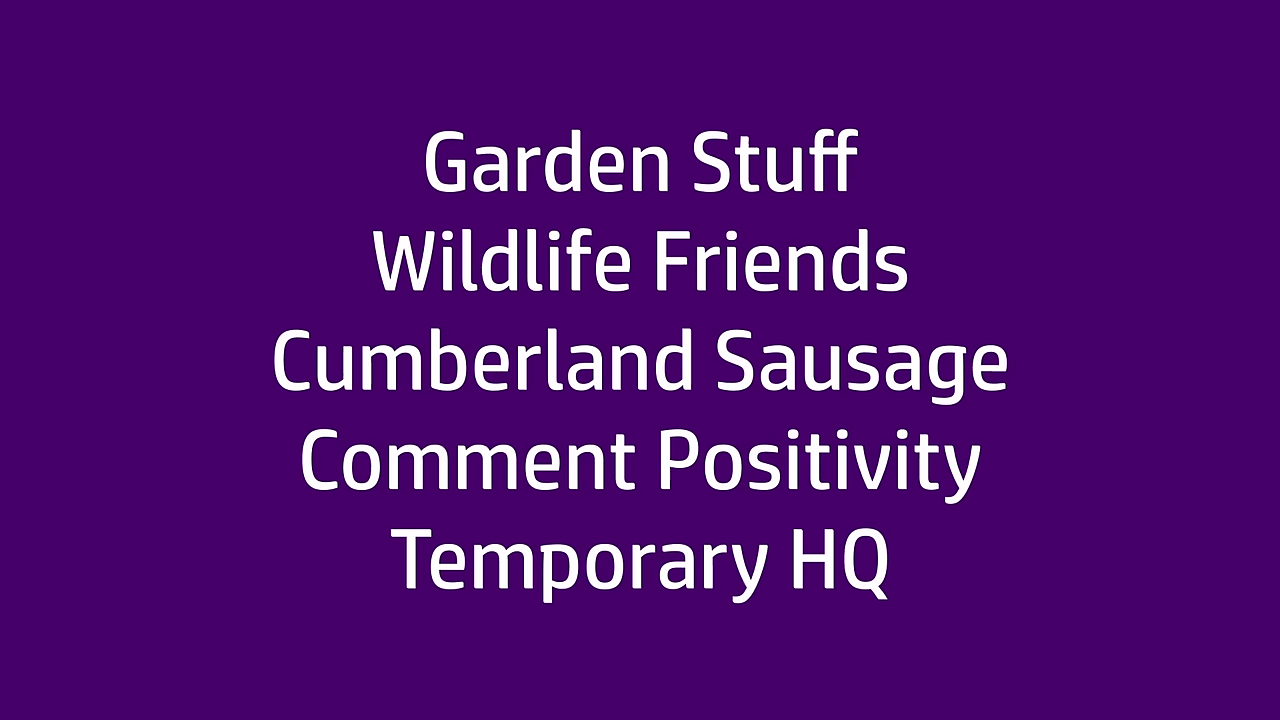 Garden Stuff
Wildlife Friends
Cumberland Sausage
Comment Positivity
Temporary HQ